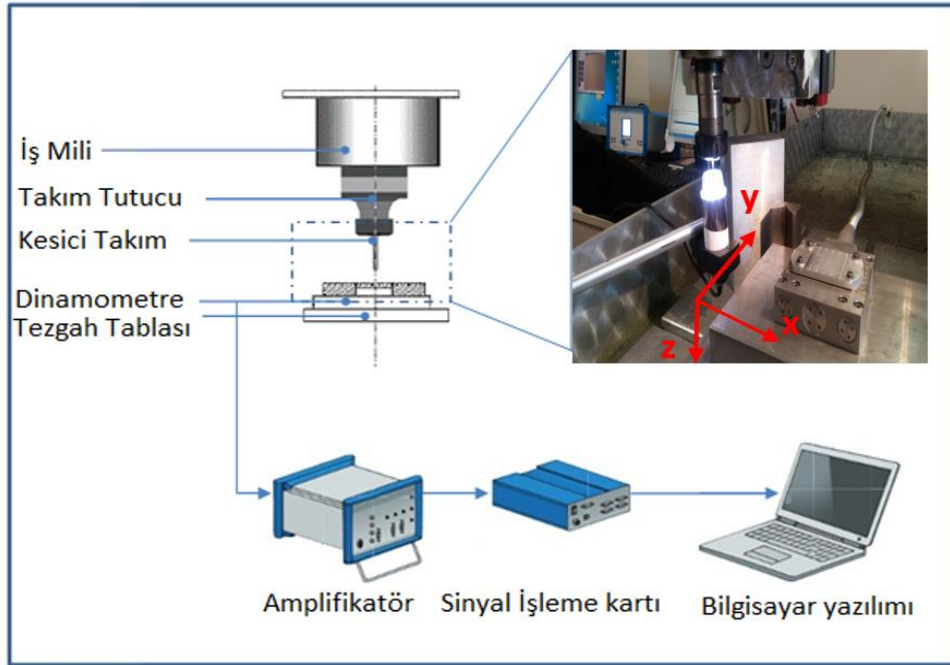 İş Mili
Takım Tutucu
Kesici Takım
Dinamometre
Tezgah Tablası
y
x
z
Amplifikatör
Sinyal İşleme kartı
Bilgisayar yazılımı